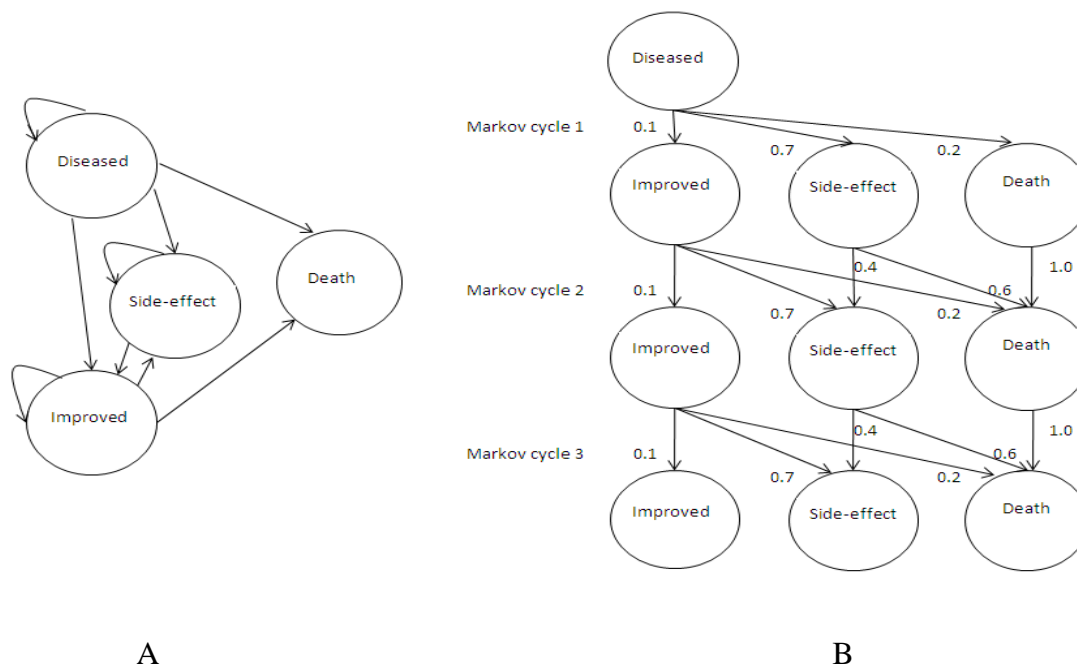 Diseased
Side-effect
Death
Improved
A
Diseased
Markov cycle 1
0.1
0.7
0.2
Improved
Side-effect
Death
Markov cycle 2
0.1
0.7
0.4
0.2
0.6
1.0
Improved
Side-effect
Death
Markov cycle 3
0.1
0.7
0.4
0.2
0.6
1.0
Improved
Side-effect
Death
B